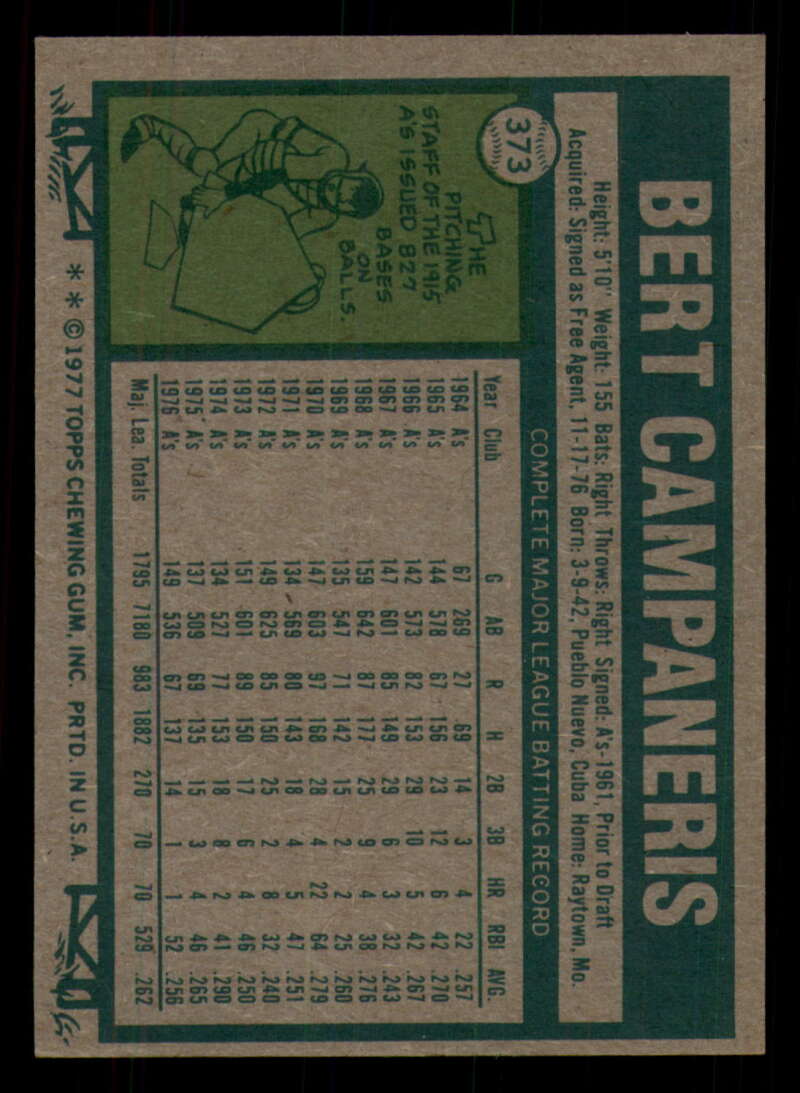 373
BERT CAMPANERIS
Height: 5'10" Weight: 155 Bats: Right Throws: Right Signed: A's-1961, Prior to Draft
Acquired: Signed as Free Agent, 11-17-76 Born: 3-9-42, Pueblo Nuevo, Cuba Home: Raytown, Mo.
THE
PITCHING
STAFF OF THE 1915
A'S ISSUED 827
BASES
ON
BALLS.
COMPLETE MAJOR LEAGUE BATTING RECORD
Year Club G AB R H 2B 3B HR RBI AVG.
1964 A's 67 269 27 69 14 3 4 22 .257
1965 A's 144 578 67 156 23 12 6 42 .270
1966 A's 142 573 82 153 29 10 5 42 .267
1967 A's 147 601 85 149 29 6 3 32 .243
1968 A's 159 642 87 177 25 9 4 38 .276
1969 A's 135 547 71 142 15 2 2 25 .260
1970 A's 147 603 97 168 28 4 22 64 .279
1971 A's 134 569 80 143 18 4 5 47 .251
1972 A's 149 625 85 150 25 2 8 32 .240
1973 A's 151 601 89 150 17 6 4 46 .250
1974 A's 134 527 77 153 18 8 2 41 .290
1975 A's 137 509 69 135 15 3 4 46 .265
1976 A's 149 536 67 137 14 1 1 52 .256
Maj. Lea. Totals 1795 7180 983 1882 270 70 70 529 .262
* * © 1977 TOPPS CHEWING GUM, INC. PRTD. IN U.S.A.